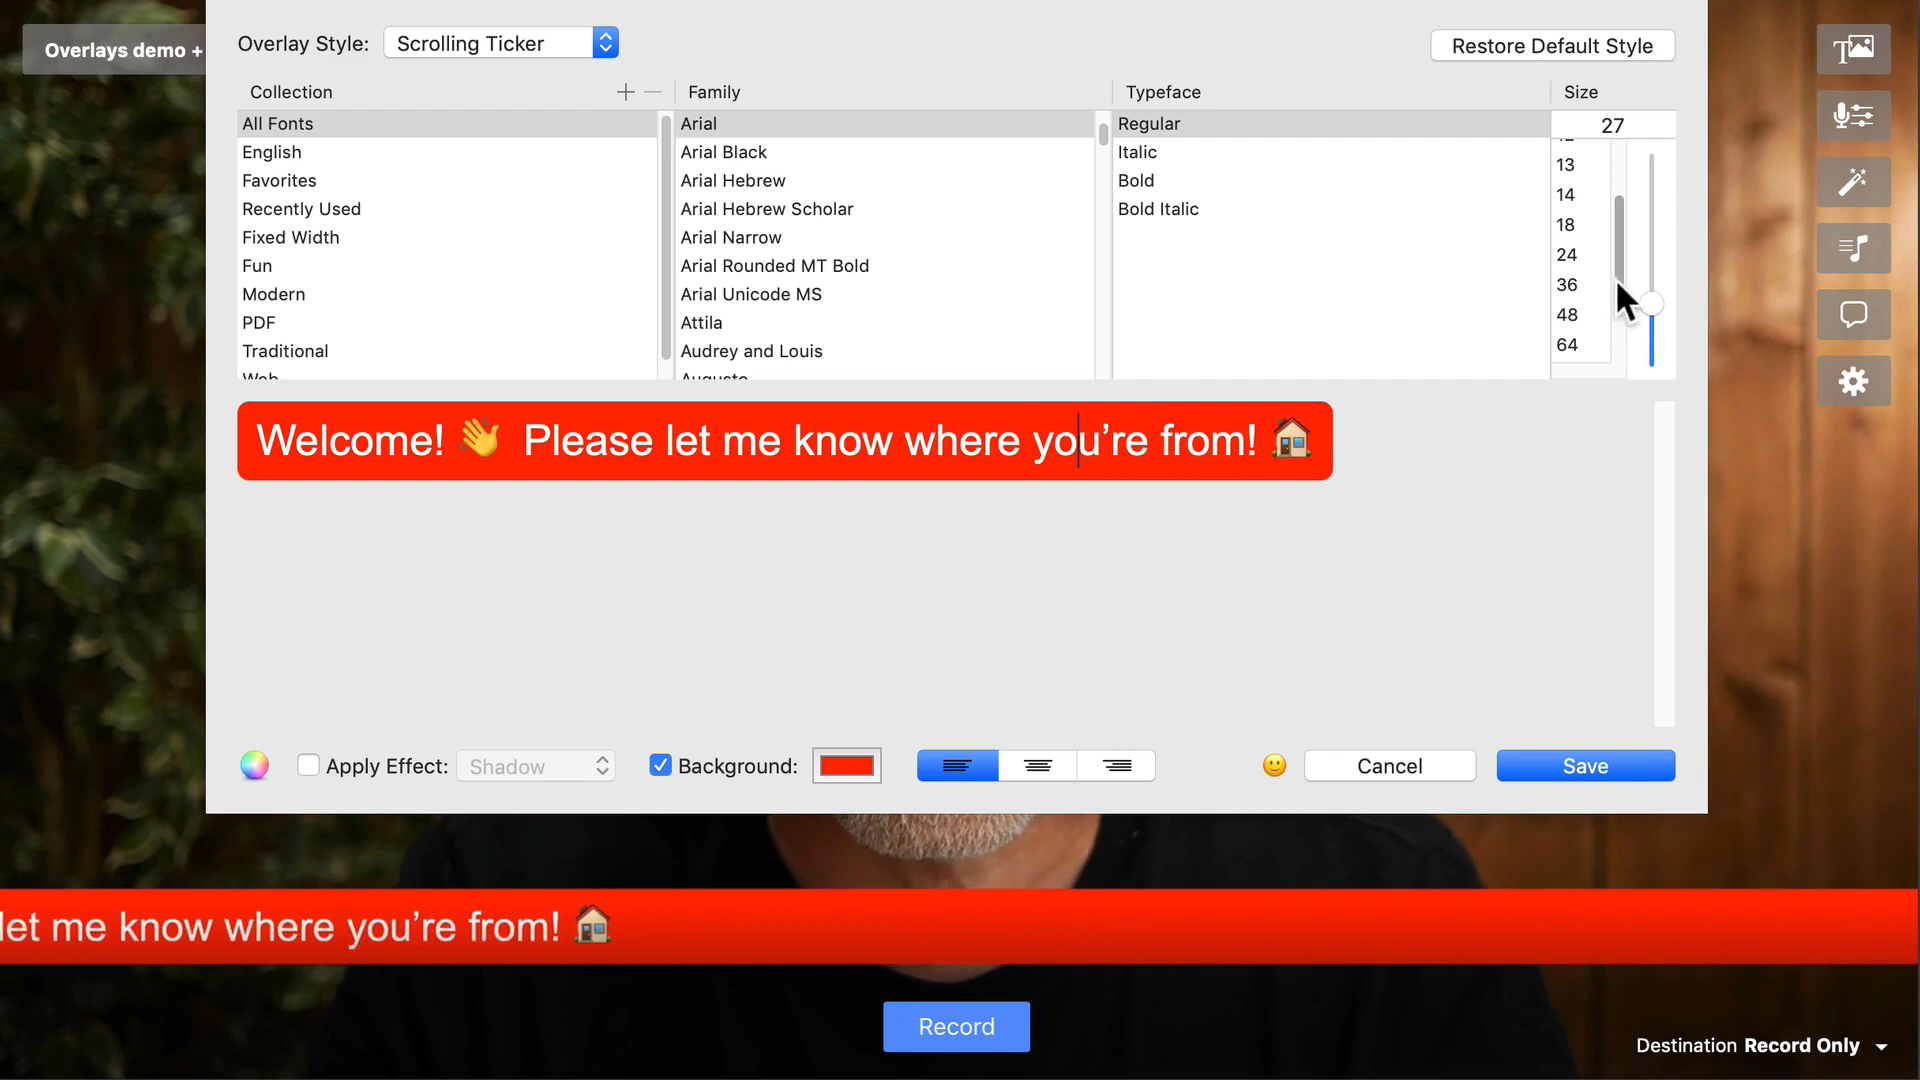 Overlays demo +
Overlay Style: Scrolling Ticker
Restore Default Style
Collection
Family
Typeface
Size
All Fonts
English
Favorites
Recently Used
Fixed Width
Fun
Modern
PDF
Traditional
Web
Arial
Arial Black
Arial Hebrew
Arial Hebrew Scholar
Arial Narrow
Arial Rounded MT Bold
Arial Unicode MS
Attila
Audrey and Louis
Augusto
Regular
Italic
Bold
Bold Italic
27
13
14
18
24
36
48
64
Welcome! 👋 Please let me know where you’re from! 🏠
Apply Effect: Shadow
Background:
Cancel
Save
let me know where you’re from! 🏠
Record
Destination Record Only